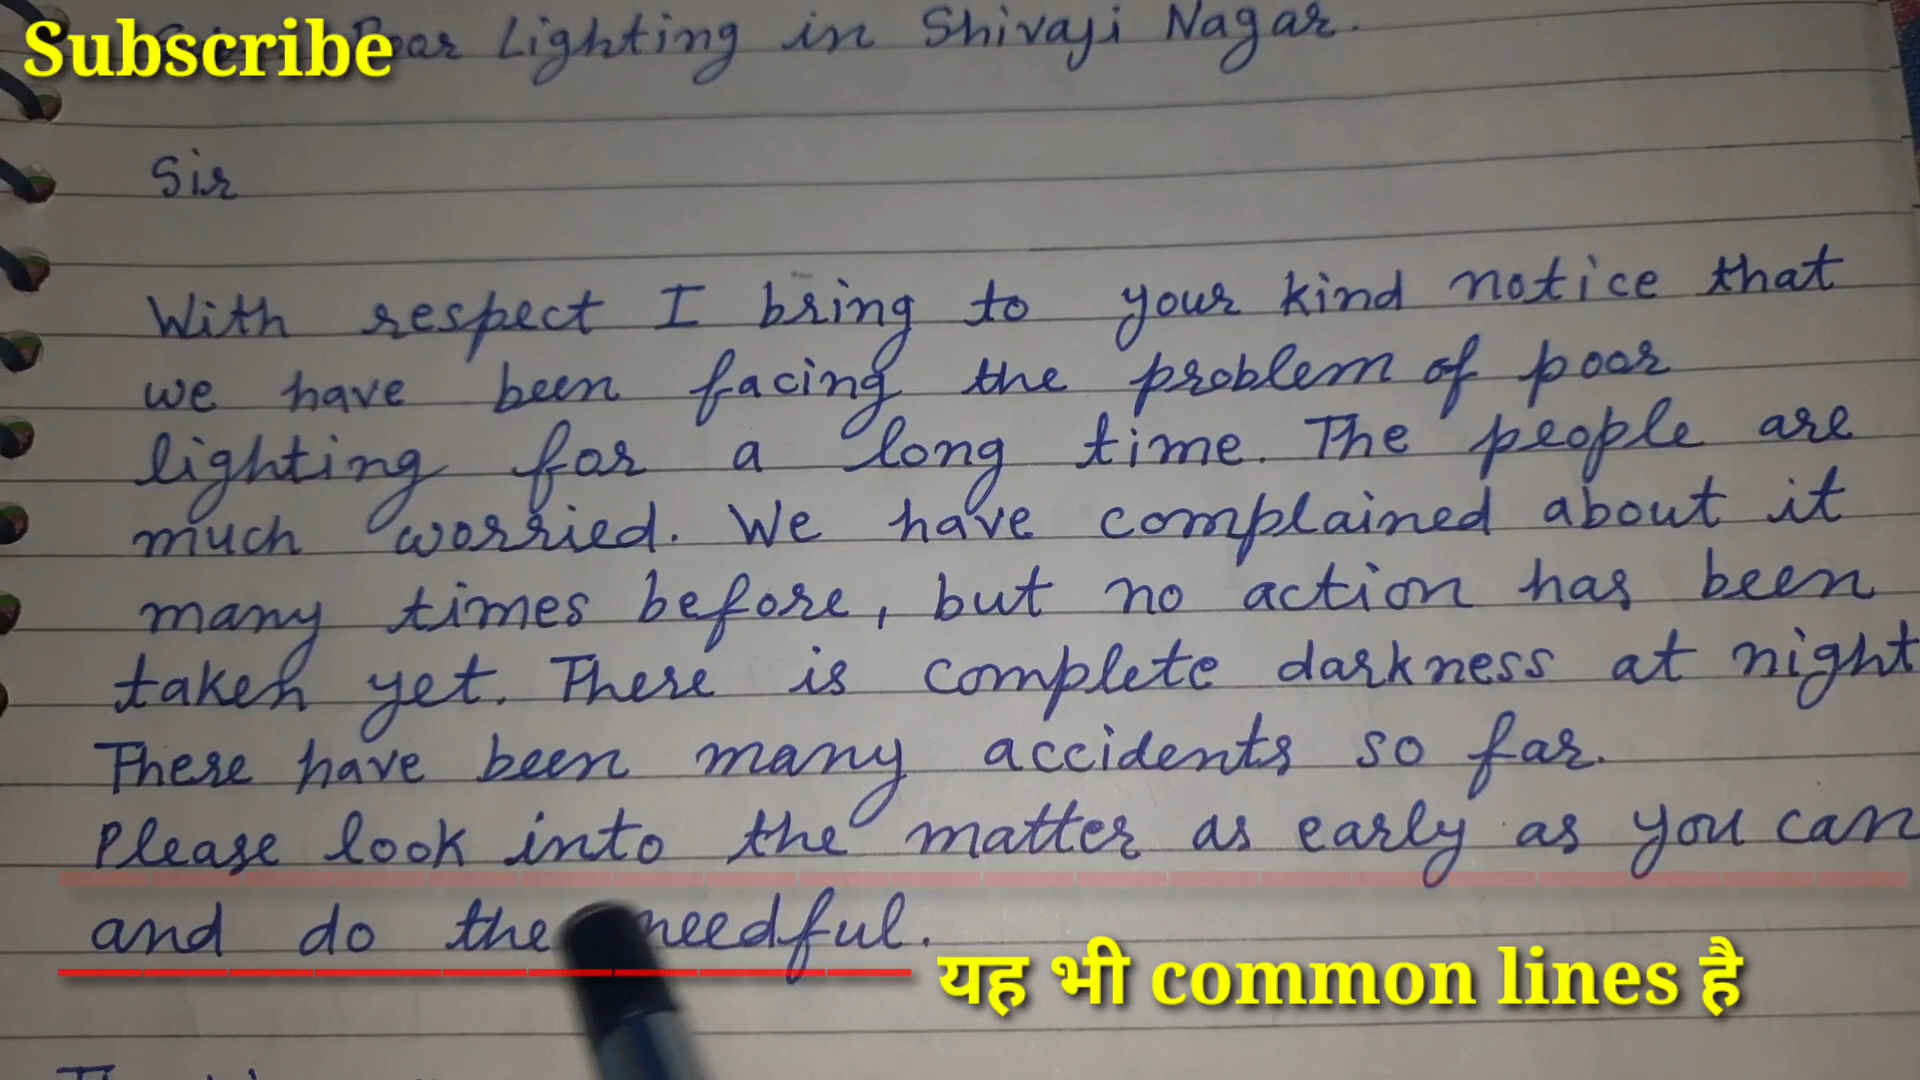 Subscribe
Poor Lighting in Shivaji Nagar.
Sir
With respect I bring to your kind notice that
we have been facing the problem of poor
lighting for a long time. The people are
much worried. We have complained about it
many times before, but no action has been
taken yet. There is complete darkness at night
There have been many accidents so far.
Please look into the matter as early as you can
and do the needful.
यह भी common lines है